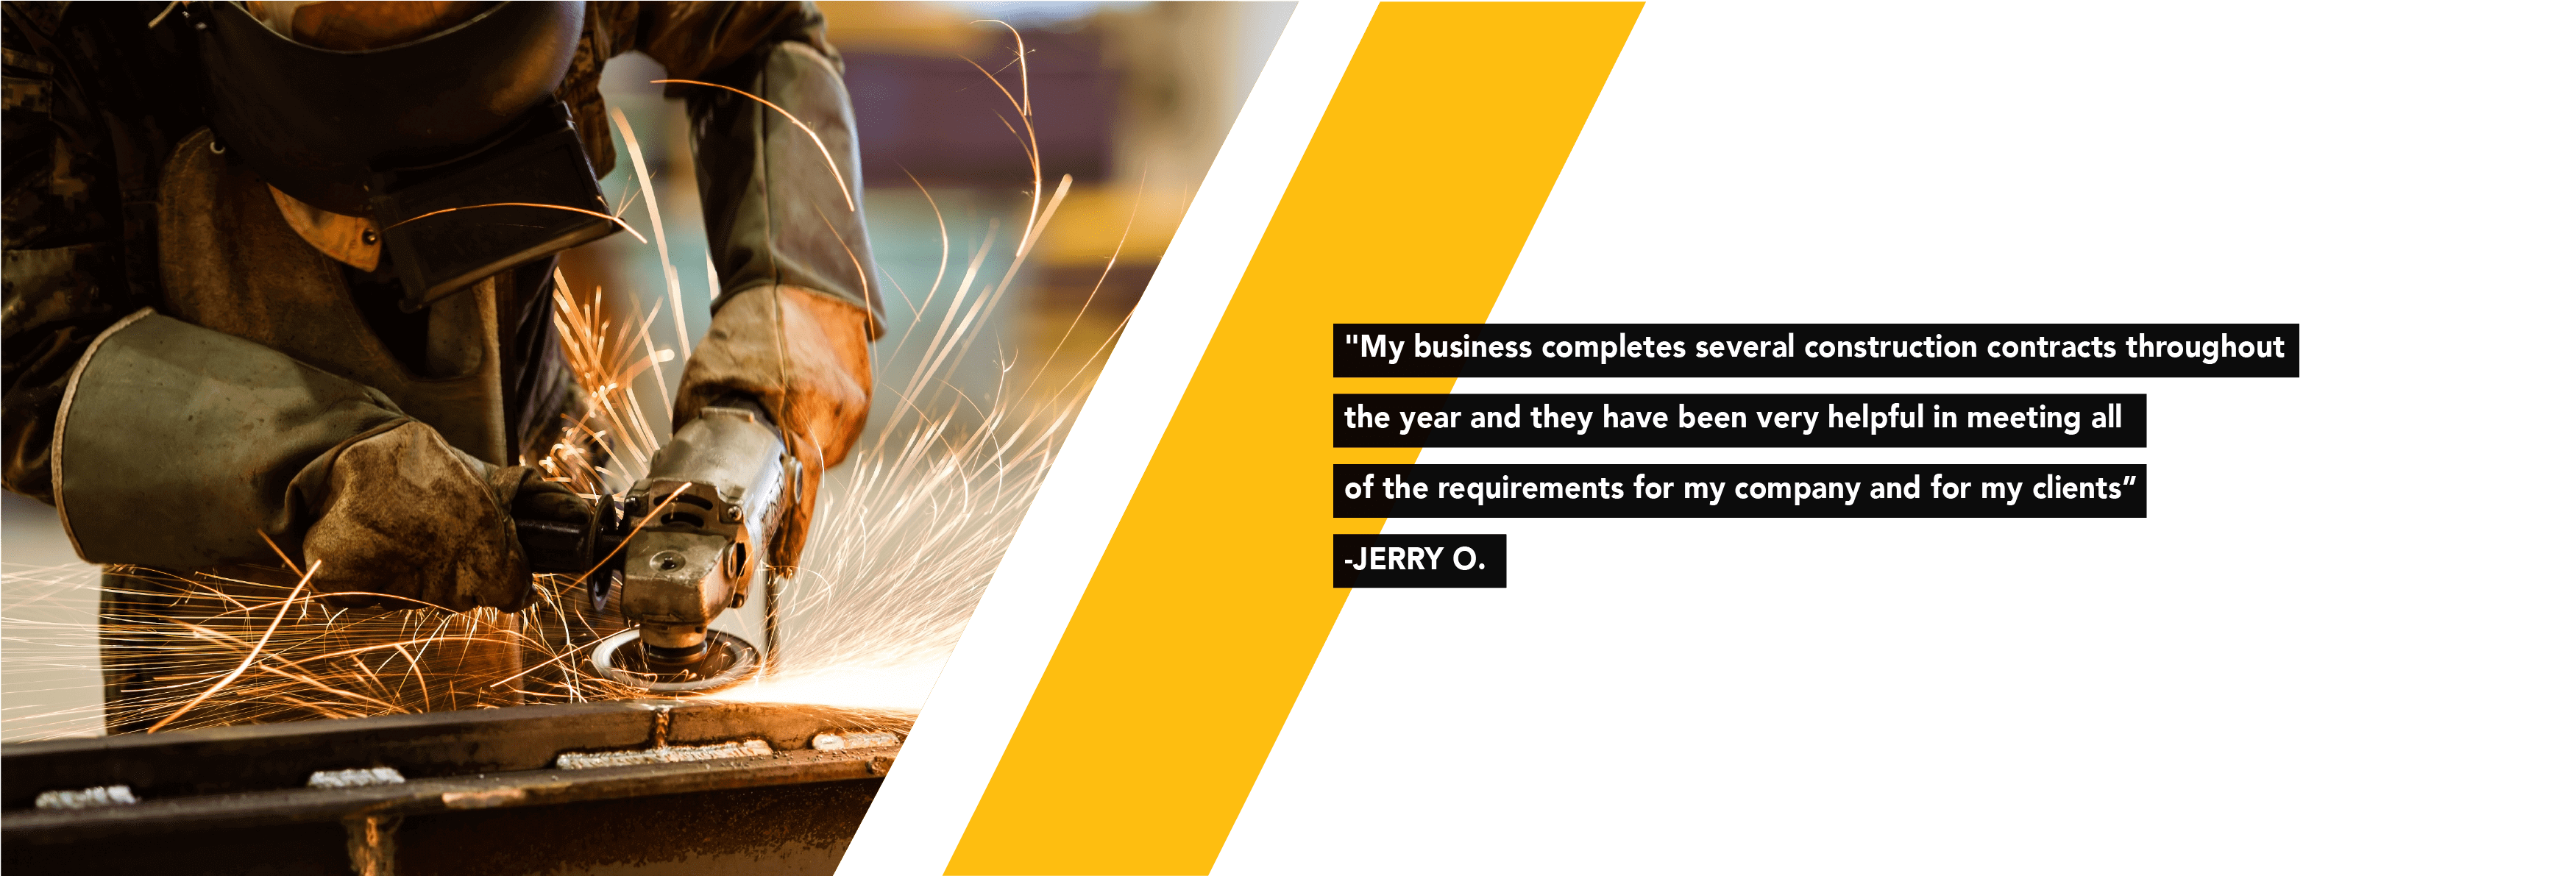 "My business completes several construction contracts throughout
the year and they have been very helpful in meeting all
of the requirements for my company and for my clients”
-JERRY O.